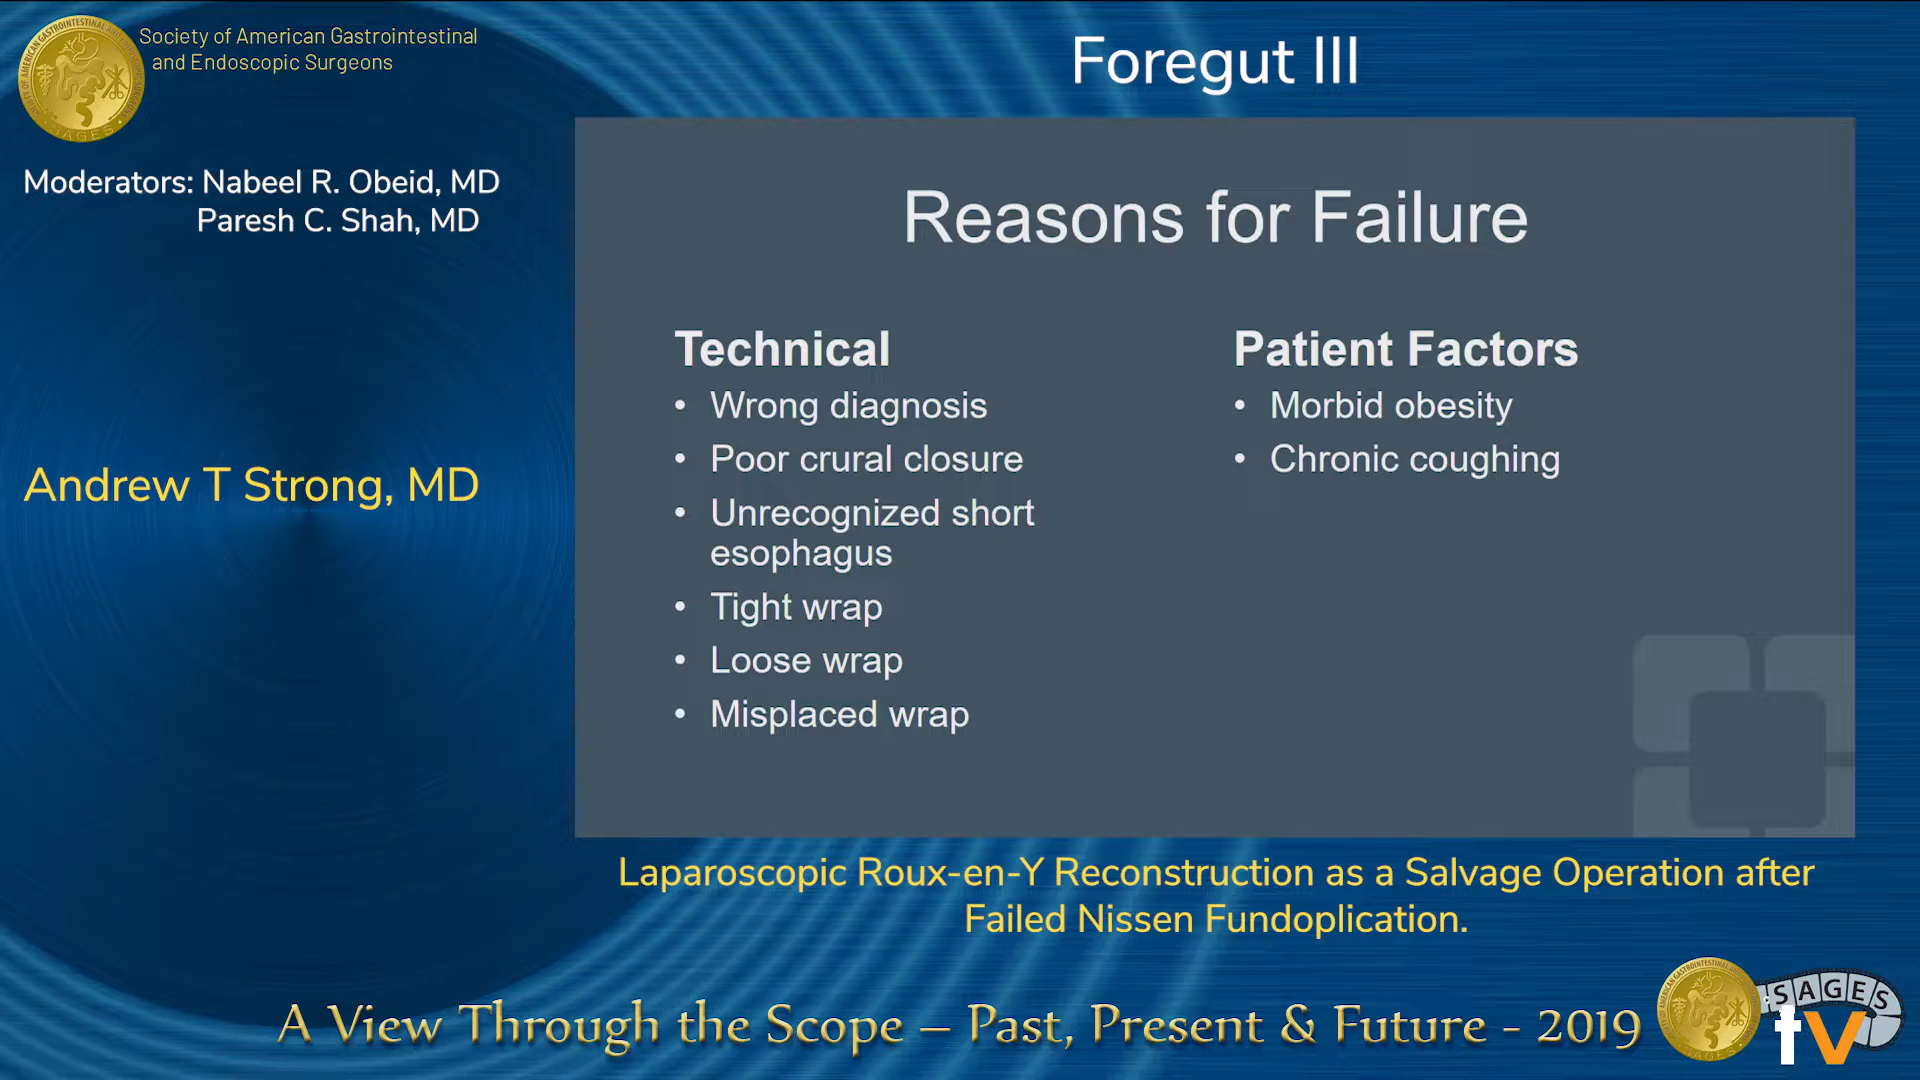 Society of American Gastrointestinal
and Endoscopic Surgeons
Foregut III
Moderators: Nabeel R. Obeid, MD
Paresh C. Shah, MD
Andrew T Strong, MD
Reasons for Failure
Technical
• Wrong diagnosis
• Poor crural closure
• Unrecognized short
esophagus
• Tight wrap
• Loose wrap
• Misplaced wrap
Patient Factors
• Morbid obesity
• Chronic coughing
Laparoscopic Roux-en-Y Reconstruction as a Salvage Operation after
Failed Nissen Fundoplication.
A View Through the Scope – Past, Present & Future - 2019
SAGES
tv